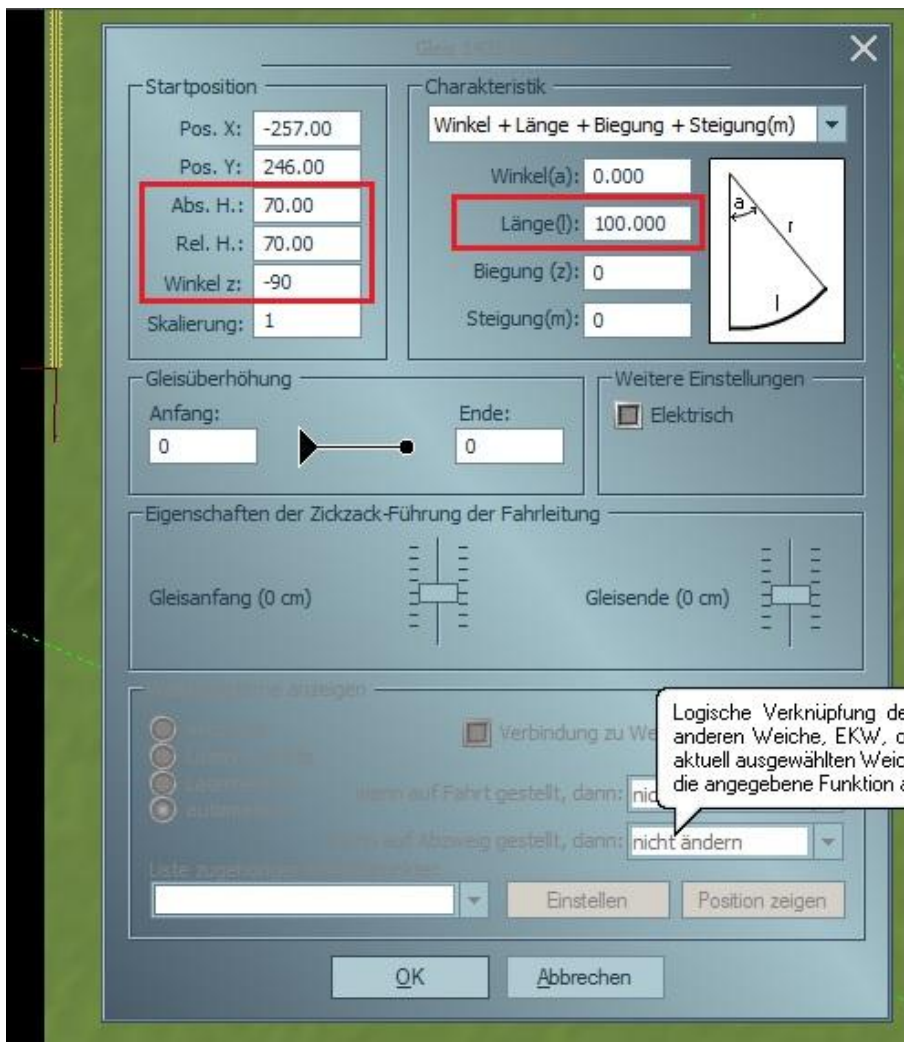 Startposition
Pos. X: -257.00
Pos. Y: 246.00
Abs. H.: 70.00
Rel. H.: 70.00
Winkel z: -90
Skalierung: 1
Charakteristik
Winkel + Länge + Biegung + Steigung(m)
Winkel(a): 0.000
Länge(l): 100.000
Biegung (z): 0
Steigung(m): 0
a
r
l
Gleisüberhöhung
Anfang:
0
Ende:
0
Weitere Einstellungen
Elektrisch
Eigenschaften der Zickzack-Führung der Fahrleitung
Gleisanfang (0 cm)
Gleisende (0 cm)
anzeigen
Verbindung zu We
Logische Verknüpfung de
anderen Weiche, EKW, o
aktuell ausgewählten Weic
die angegebene Funktion a
auf Fahrt gestellt, dann: nic
auf Abzweig gestellt, dann: nicht ändern
Liste
Einstellen
Position zeigen
OK
Abbrechen